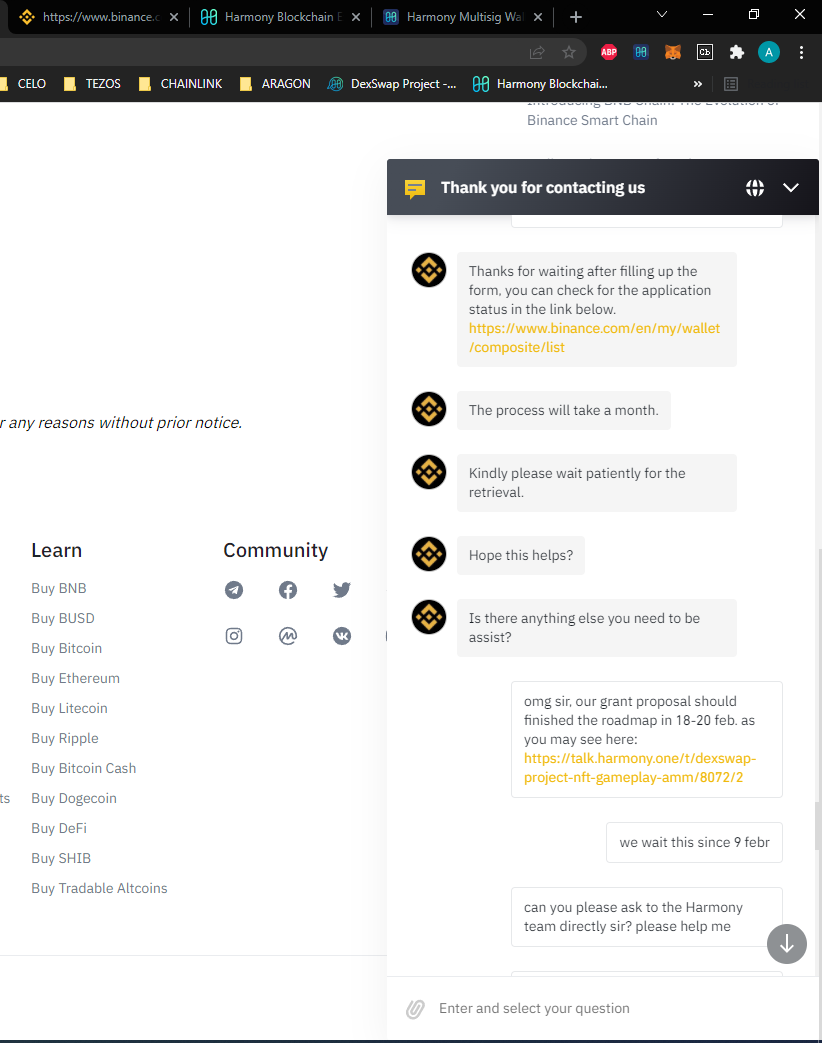 https://www.binance.c
Harmony Blockchain E
Harmony Multisig Wal
ABP
A
CELO
TEZOS
CHAINLINK
ARAGON
DexSwap Project -...
Harmony Blockchai...
»
Introducing BNB Chain: The Evolution of
Binance Smart Chain
Thank you for contacting us
Thanks for waiting after filling up the
form, you can check for the application
status in the link below.
https://www.binance.com/en/my/wallet
/composite/list
The process will take a month.
Kindly please wait patiently for the
retrieval.
Hope this helps?
Is there anything else you need to be
assist?
omg sir, our grant proposal should
finished the roadmap in 18-20 feb. as
you may see here:
https://talk.harmony.one/t/dexswap-
project-nft-gameplay-amm/8072/2
we wait this since 9 febr
can you please ask to the Harmony
team directly sir? please help me
Enter and select your question
r any reasons without prior notice.
Learn
Buy BNB
Buy BUSD
Buy Bitcoin
Buy Ethereum
Buy Litecoin
Buy Ripple
Buy Bitcoin Cash
ts
Buy Dogecoin
Buy DeFi
Buy SHIB
Buy Tradable Altcoins
Community